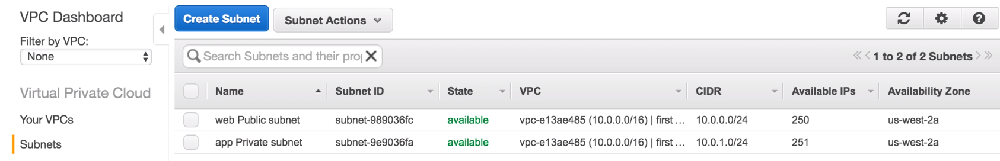 VPC Dashboard
Filter by VPC:
None
Virtual Private Cloud
Your VPCs
Subnets
Create Subnet Subnet Actions
Search Subnets and their prop
1 to 2 of 2 Subnets
Name Subnet ID State VPC CIDR Available IPs Availability Zone
web Public subnet subnet-989036fc available vpc-e13ae485 (10.0.0.0/16) | first ... 10.0.0.0/24 250 us-west-2a
app Private subnet subnet-9e9036fa available vpc-e13ae485 (10.0.0.0/16) | first ... 10.0.1.0/24 251 us-west-2a